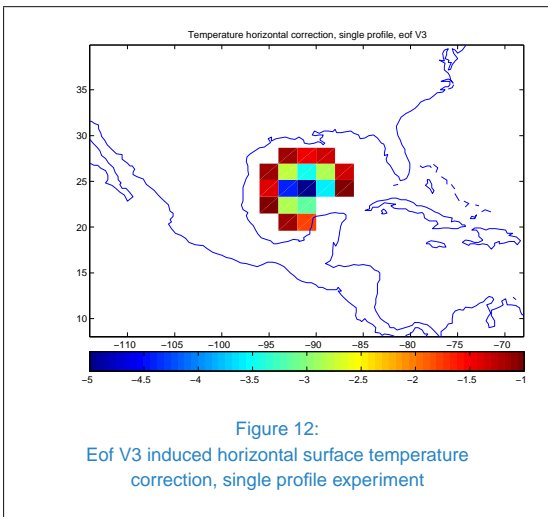 Temperature horizontal correction, single profile, eof V3
35
30
25
20
15
10
−110 −105 −100 −95 −90 −85 −80 −75 −70
−5 −4.5 −4 −3.5 −3 −2.5 −2 −1.5 −1
Figure 12:
Eof V3 induced horizontal surface temperature
correction, single profile experiment